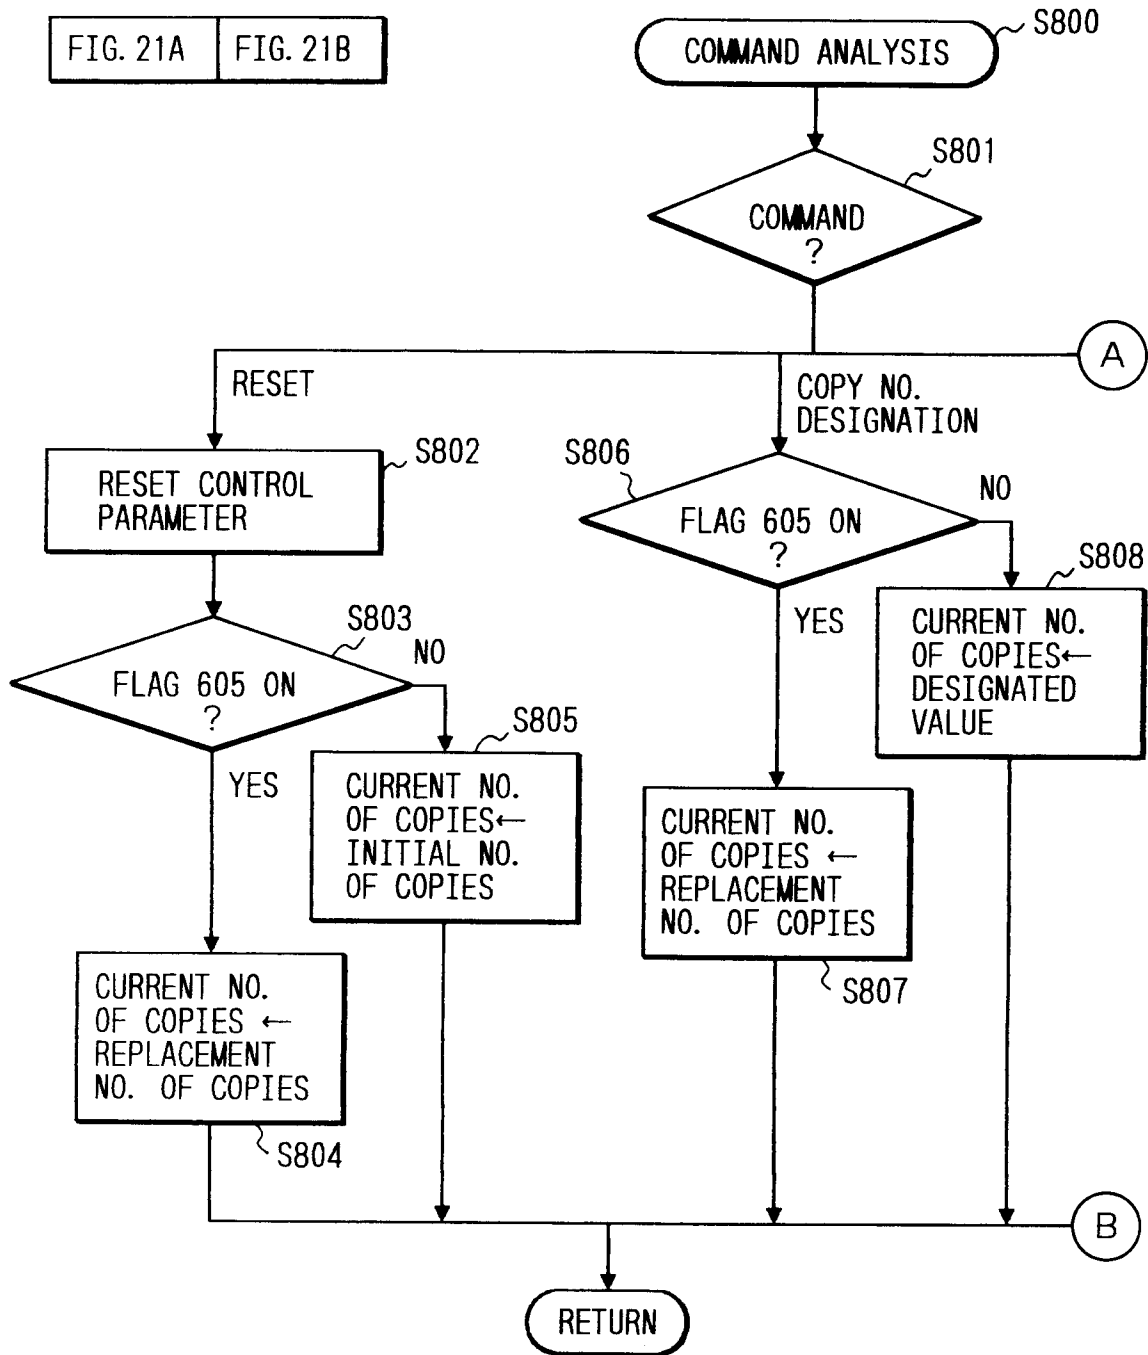 FIG. 21A FIG. 21B
COMMAND ANALYSIS
S800
S801
COMMAND
?
A
RESET
COPY NO.
DESIGNATION
S802
RESET CONTROL
PARAMETER
S806
FLAG 605 ON
?
NO
S808
YES
CURRENT NO.
OF COPIES←
DESIGNATED
VALUE
S803
FLAG 605 ON
?
NO
S805
YES
CURRENT NO.
OF COPIES←
INITIAL NO.
OF COPIES
CURRENT NO.
OF COPIES ←
REPLACEMENT
NO. OF COPIES
S807
CURRENT NO.
OF COPIES ←
REPLACEMENT
NO. OF COPIES
S804
B
RETURN